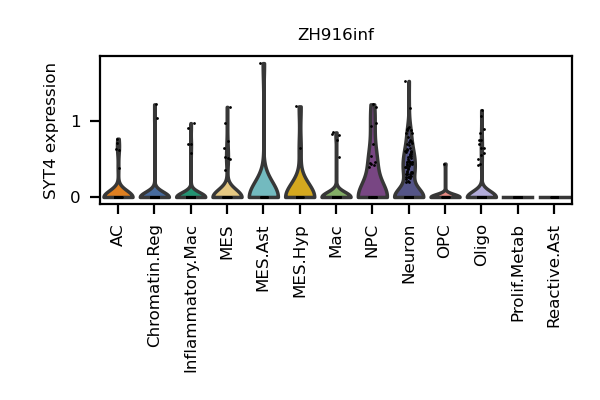 ZH916inf
SYT4 expression
1
0
AC
Chromatin.Reg
Inflammatory.Mac
MES
MES.Ast
MES.Hyp
Mac
NPC
Neuron
OPC
Oligo
Prolif.Metab
Reactive.Ast